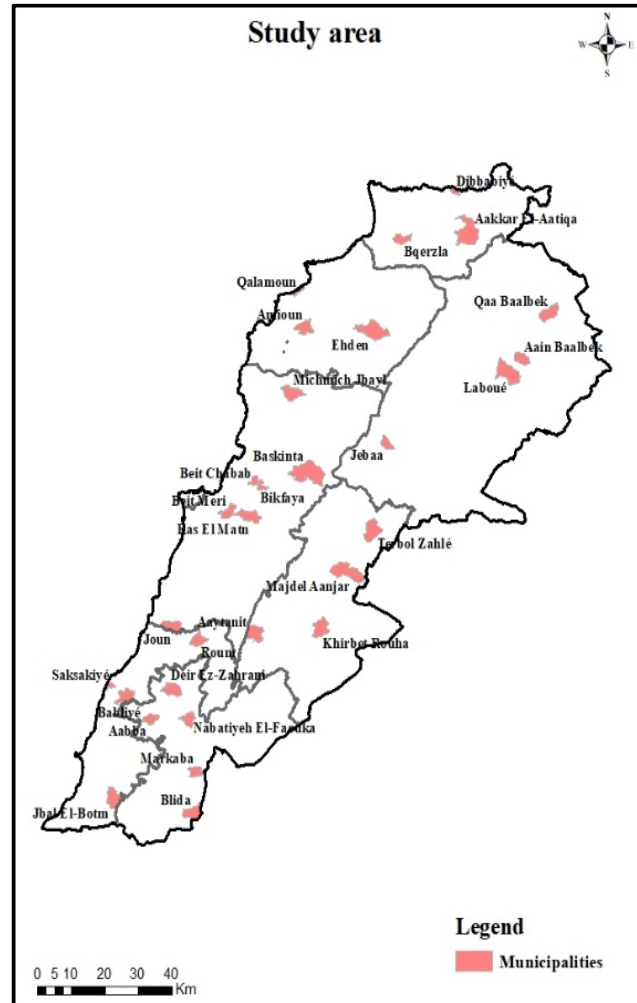 Study area
N
W E
S
Djbbabiyé
Aakkar El-Aatiqa
Bqerzla
Qalamoun
Qaa Baalbek
Amioun
Ehden
Aain Baalbek
Laboué
Michmich Jbayl
Jebaa
Baskinta
Beit Chabab
Bikfaya
Beit Meri
Ras El Matn
Terbol Zahlé
Majdel Aanjar
Aaytanit
Joun
Khirbet Rouha
Roum
Saksakiyé
Deir Ez-Zahrani
Babliyé
Aabba
Nabatiyeh El-Faouka
Markaba
Jbal El-Botm
Blida
Legend
Municipalities
0 5 10 20 30 40
Km